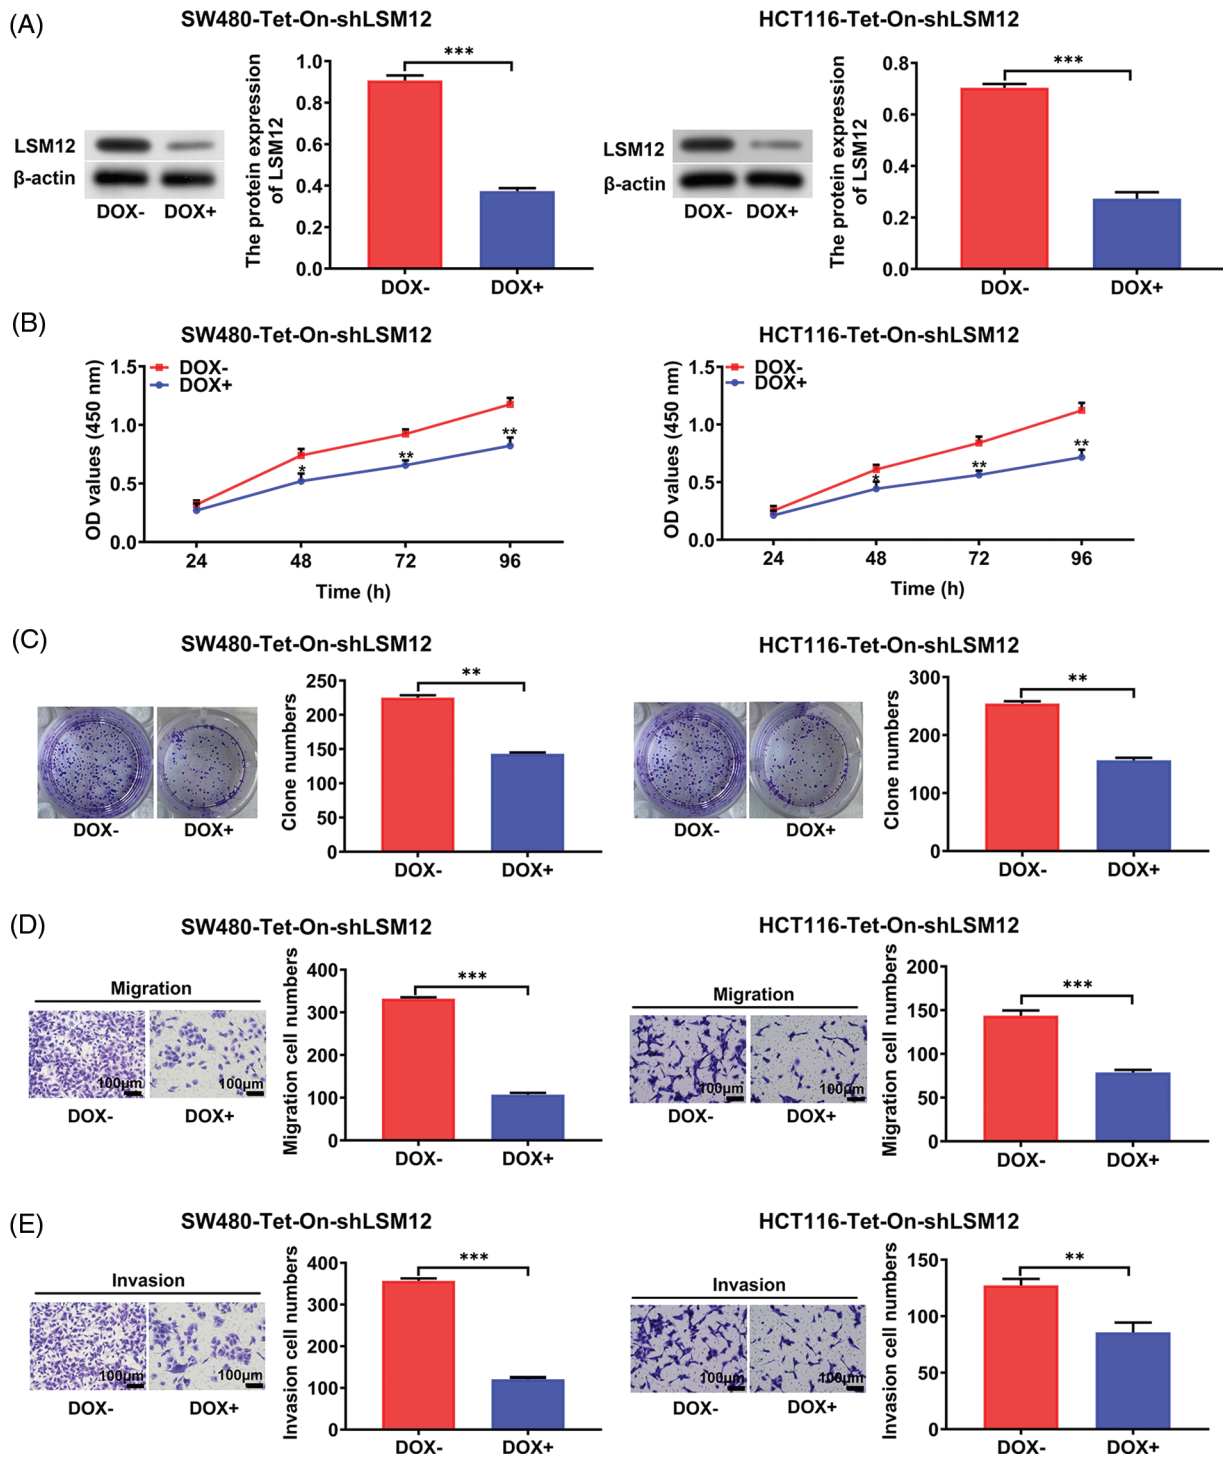 (A)
SW480-Tet-On-shLSM12
HCT116-Tet-On-shLSM12
LSM12
β-actin
DOX- DOX+
The protein expression
of LSM12
1.0
0.8
0.6
0.4
0.2
0.0
***
DOX- DOX+
LSM12
β-actin
DOX- DOX+
The protein expression
of LSM12
0.8
0.6
0.4
0.2
0.0
***
DOX- DOX+
(B)
SW480-Tet-On-shLSM12
HCT116-Tet-On-shLSM12
OD values (450 nm)
1.5
1.0
0.5
0.0
DOX-
DOX+
*
**
**
24 48 72 96
Time (h)
OD values (450 nm)
1.5
1.0
0.5
0.0
DOX-
DOX+
*
**
**
24 48 72 96
Time (h)
(C)
SW480-Tet-On-shLSM12
HCT116-Tet-On-shLSM12
DOX- DOX+
Clone numbers
250
200
150
100
50
0
**
DOX- DOX+
DOX- DOX+
Clone numbers
300
200
100
0
**
DOX- DOX+
(D)
SW480-Tet-On-shLSM12
HCT116-Tet-On-shLSM12
Migration
100μm 100μm
DOX- DOX+
Migration cell numbers
400
300
200
100
0
***
DOX- DOX+
Migration
100μm 100μm
DOX- DOX+
Migration cell numbers
200
150
100
50
0
***
DOX- DOX+
(E)
SW480-Tet-On-shLSM12
HCT116-Tet-On-shLSM12
Invasion
100μm 100μm
DOX- DOX+
Invasion cell numbers
400
300
200
100
0
***
DOX- DOX+
Invasion
100μm 100μm
DOX- DOX+
Invasion cell numbers
150
100
50
0
**
DOX- DOX+